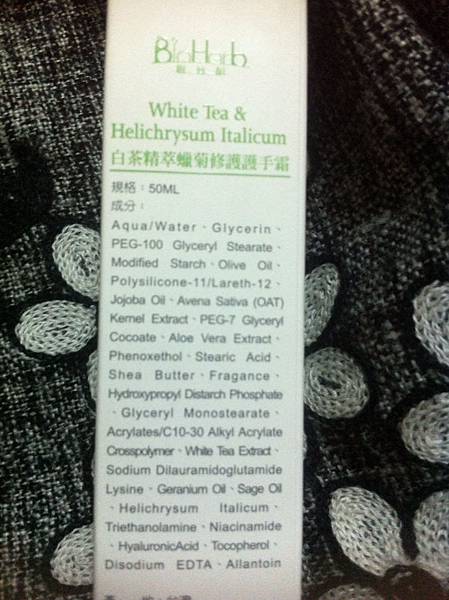 BioHerb
White Tea &
Helichrysum Italicum
白茶精萃蠟菊修護護手霜
規格：50ML
成分：
Aqua/Water、Glycerin、
PEG-100 Glyceryl Stearate、
Modified Starch、Olive Oil、
Polysilicone-11/Lareth-12、
Jojoba Oil、Avena Sativa (OAT)
Kernel Extract、PEG-7 Glyceryl
Cocoate、Aloe Vera Extract、
Phenoxethol、Stearic Acid、
Shea Butter、Fragance、
Hydroxypropyl Distarch Phosphate
、Glyceryl Monostearate、
Acrylates/C10-30 Alkyl Acrylate
Crosspolymer、White Tea Extract、
Sodium Dilauramidoglutamide
Lysine、Geranium Oil、Sage Oil
、Helichrysum Italicum、
Triethanolamine、Niacinamide
、HyaluronicAcid、Tocopherol、
Disodium EDTA、Allantoin